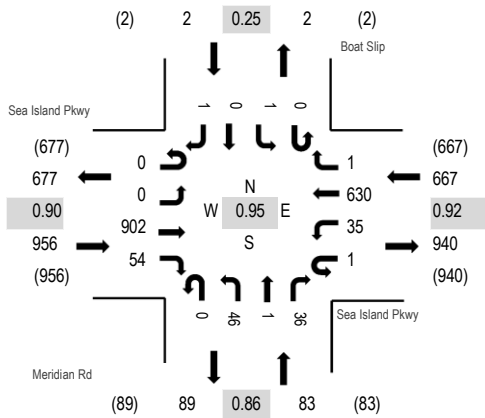 (2) 2 0.25 2 (2)
Boat Slip
Sea Island Pkwy
1 0 1 0
(677) (667)
0 1
677 667
0 N 630
0.90 W 0.95 E 0.92
902 S 35
956 940
54 1
(956) (940)
0 46 1 36
Sea Island Pkwy
Meridian Rd
(89) 89 0.86 83 (83)